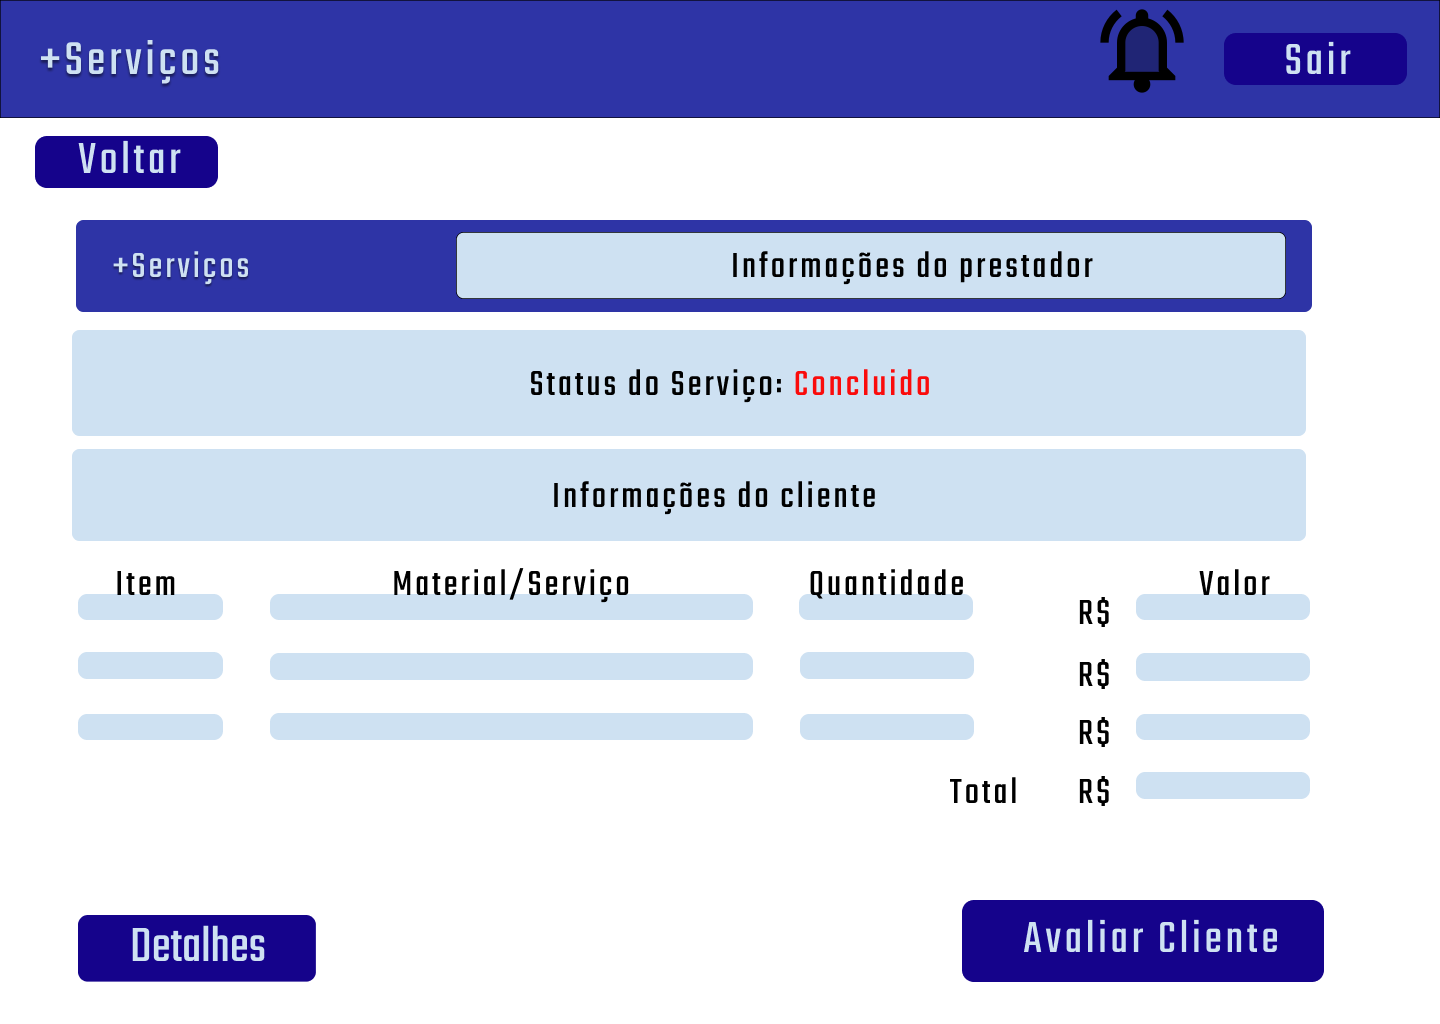 +Serviços
Sair
Voltar
+Serviços
Informações do prestador
Status do Serviço: Concluido
Informações do cliente
Item Material/Serviço Quantidade Valor
R$
R$
R$
Total R$
Detalhes
Avaliar Cliente